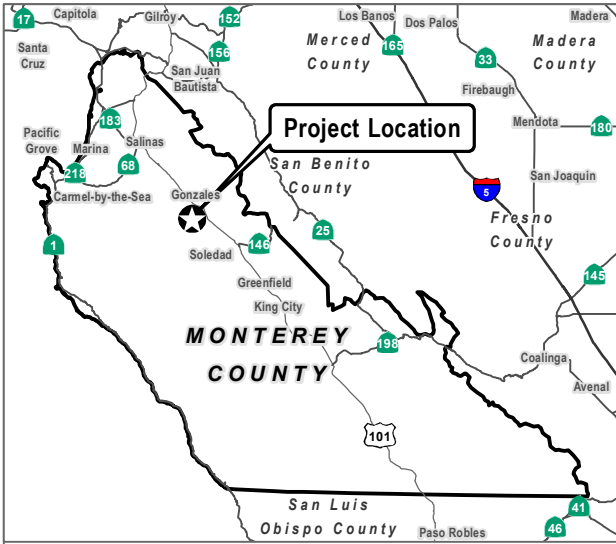 17
Capitola
Gilroy
152
Los Banos
Dos Palos
Madera
Santa
Cruz
156
Merced
County
165
33
Madera
County
San Juan
Bautista
Firebaugh
183
Project Location
Mendota
180
Pacific
Grove
Marina
Salinas
68
218
San Benito
County
San Joaquin
Carmel-by-the-Sea
Gonzales
5
Fresno
County
1
Soledad
146
25
145
Greenfield
King City
MONTEREY
COUNTY
198
Coalinga
Avenal
101
San Luis
Obispo County
41
46
Paso Robles